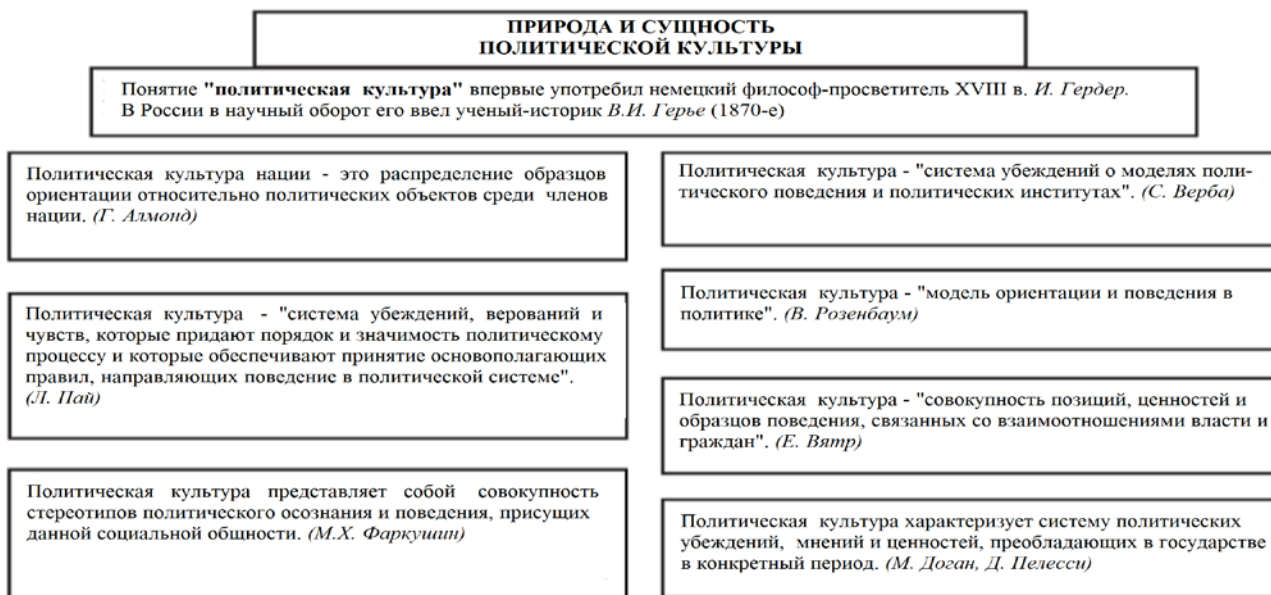 ПРИРОДА И СУЩНОСТЬ
ПОЛИТИЧЕСКОЙ КУЛЬТУРЫ
Понятие "политическая культура" впервые употребил немецкий философ-просветитель XVIII в. И. Гердер.
В России в научный оборот его ввел ученый-историк В.И. Герье (1870-е)
Политическая культура нации - это распределение образцов
ориентации относительно политических объектов среди членов
нации. (Г. Алмонд)
Политическая культура - "система убеждений, верований и
чувств, которые придают порядок и значимость политическому
процессу и которые обеспечивают принятие основополагающих
правил, направляющих поведение в политической системе".
(Л. Пай)
Политическая культура представляет собой совокупность
стереотипов политического осознания и поведения, присущих
данной социальной общности. (М.Х. Фаркушин)
Политическая культура - "система убеждений о моделях поли-
тического поведения и политических институтах". (С. Верба)
Политическая культура - "модель ориентации и поведения в
политике". (В. Розенбаум)
Политическая культура - "совокупность позиций, ценностей и
образцов поведения, связанных со взаимоотношениями власти и
граждан". (Е. Вятр)
Политическая культура характеризует систему политических
убеждений, мнений и ценностей, преобладающих в государстве
в конкретный период. (М. Доган, Д. Пелесси)